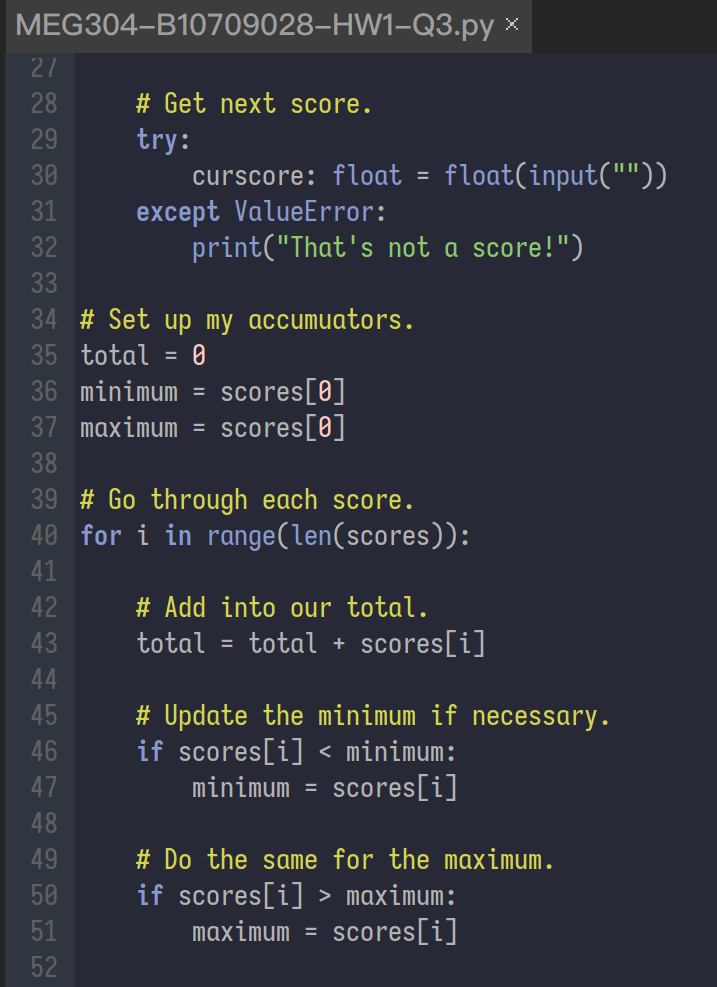 MEG304-B10709028-HW1-Q3.py ×
27
28     # Get next score.
29     try:
30         curscore: float = float(input(""))
31     except ValueError:
32         print("That's not a score!")
33
34 # Set up my accumuators.
35 total = 0
36 minimum = scores[0]
37 maximum = scores[0]
38
39 # Go through each score.
40 for i in range(len(scores)):
41
42     # Add into our total.
43     total = total + scores[i]
44
45     # Update the minimum if necessary.
46     if scores[i] < minimum:
47         minimum = scores[i]
48
49     # Do the same for the maximum.
50     if scores[i] > maximum:
51         maximum = scores[i]
52